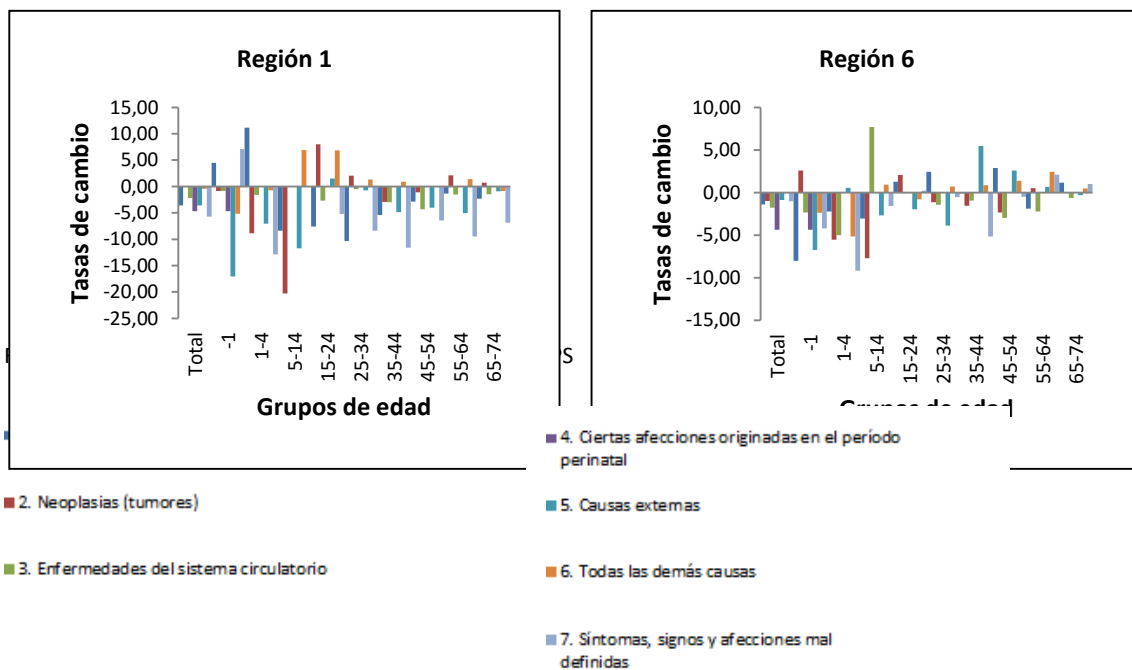 Región 1
Tasas de cambio
15,00
10,00
5,00
0,00
-5,00
-10,00
-15,00
-20,00
-25,00
Total
-1
1-4
5-14
15-24
25-34
35-44
45-54
55-64
65-74
Grupos de edad
Región 6
Tasas de cambio
10,00
5,00
0,00
-5,00
-10,00
-15,00
Total
-1
1-4
5-14
15-24
25-34
35-44
45-54
55-64
65-74
Grupos de edad
2. Neoplasias (tumores)
3. Enfermedades del sistema circulatorio
4. Ciertas afecciones originadas en el período
perinatal
5. Causas externas
6. Todas las demás causas
7. Síntomas, signos y afecciones mal
definidas